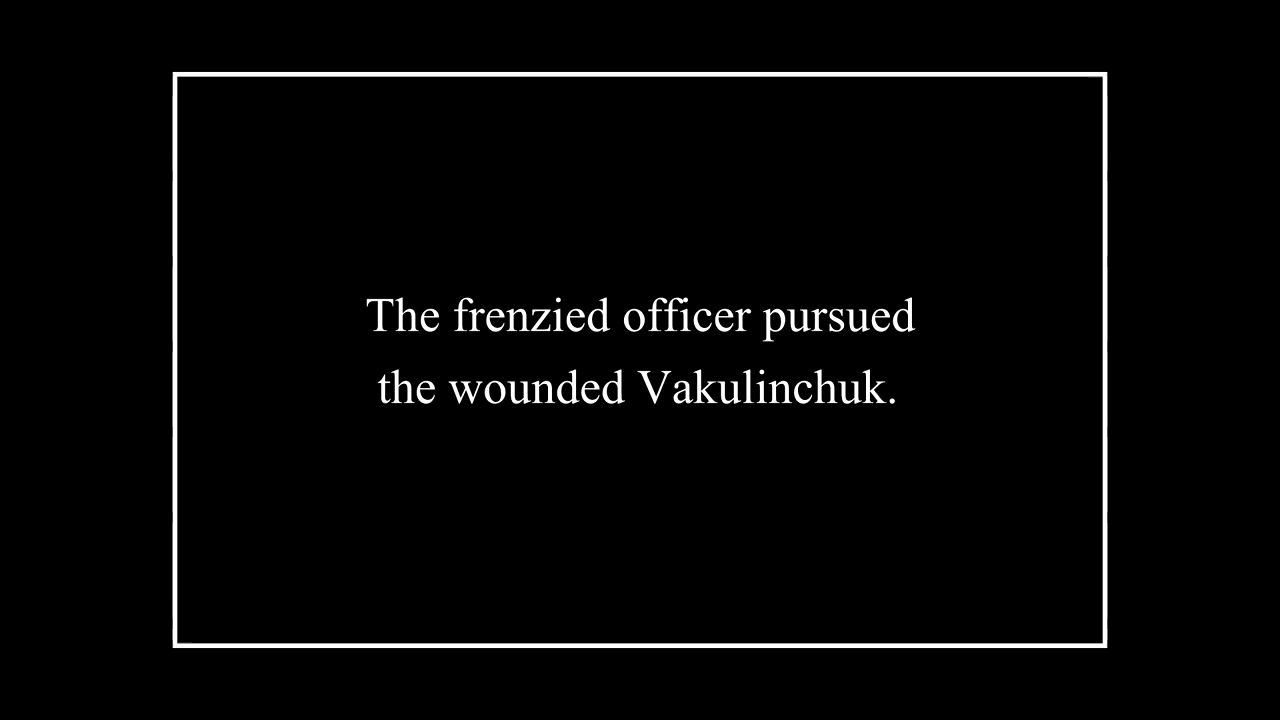 The frenzied officer pursued
the wounded Vakulinchuk.